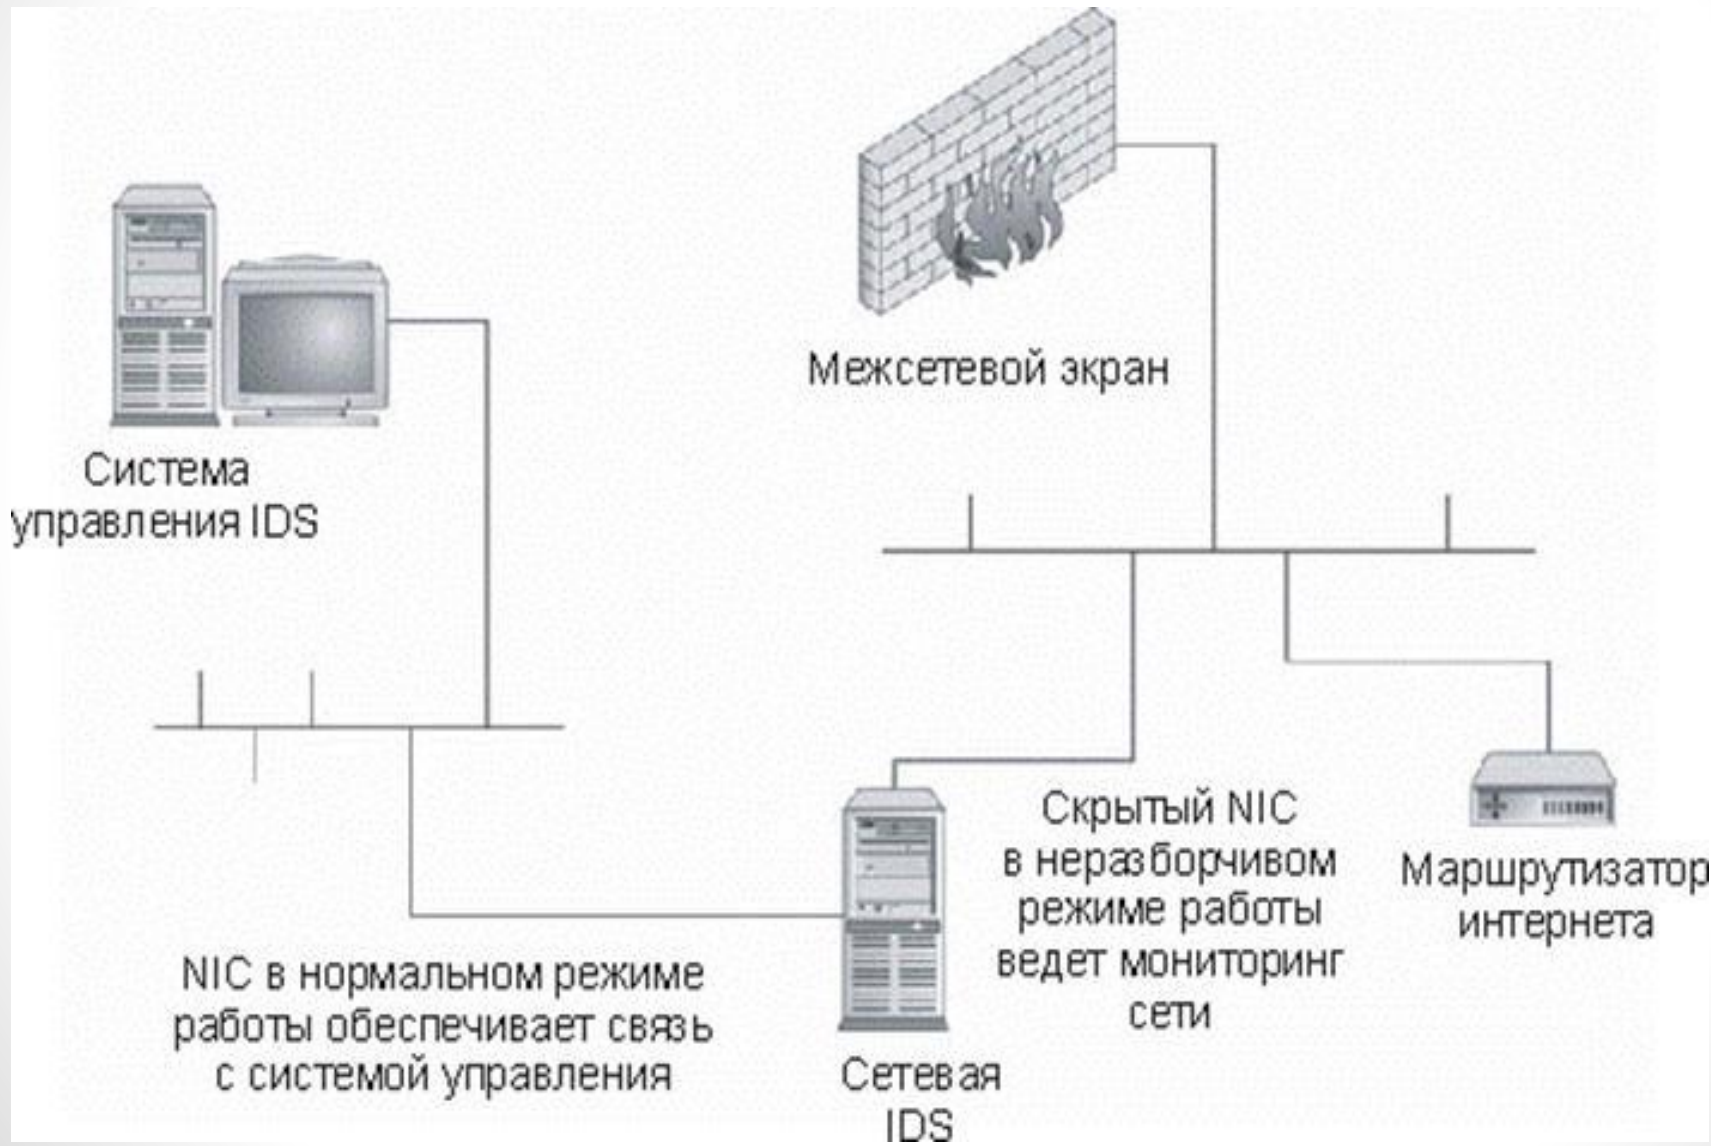 Межсетевой экран
Система
управления IDS
Скрытый NIC
в неразборчивом
режиме работы
ведет мониторинг
сети
Маршрутизатор
интернета
NIC в нормальном режиме
работы обеспечивает связь
с системой управления
Сетевая
IDS